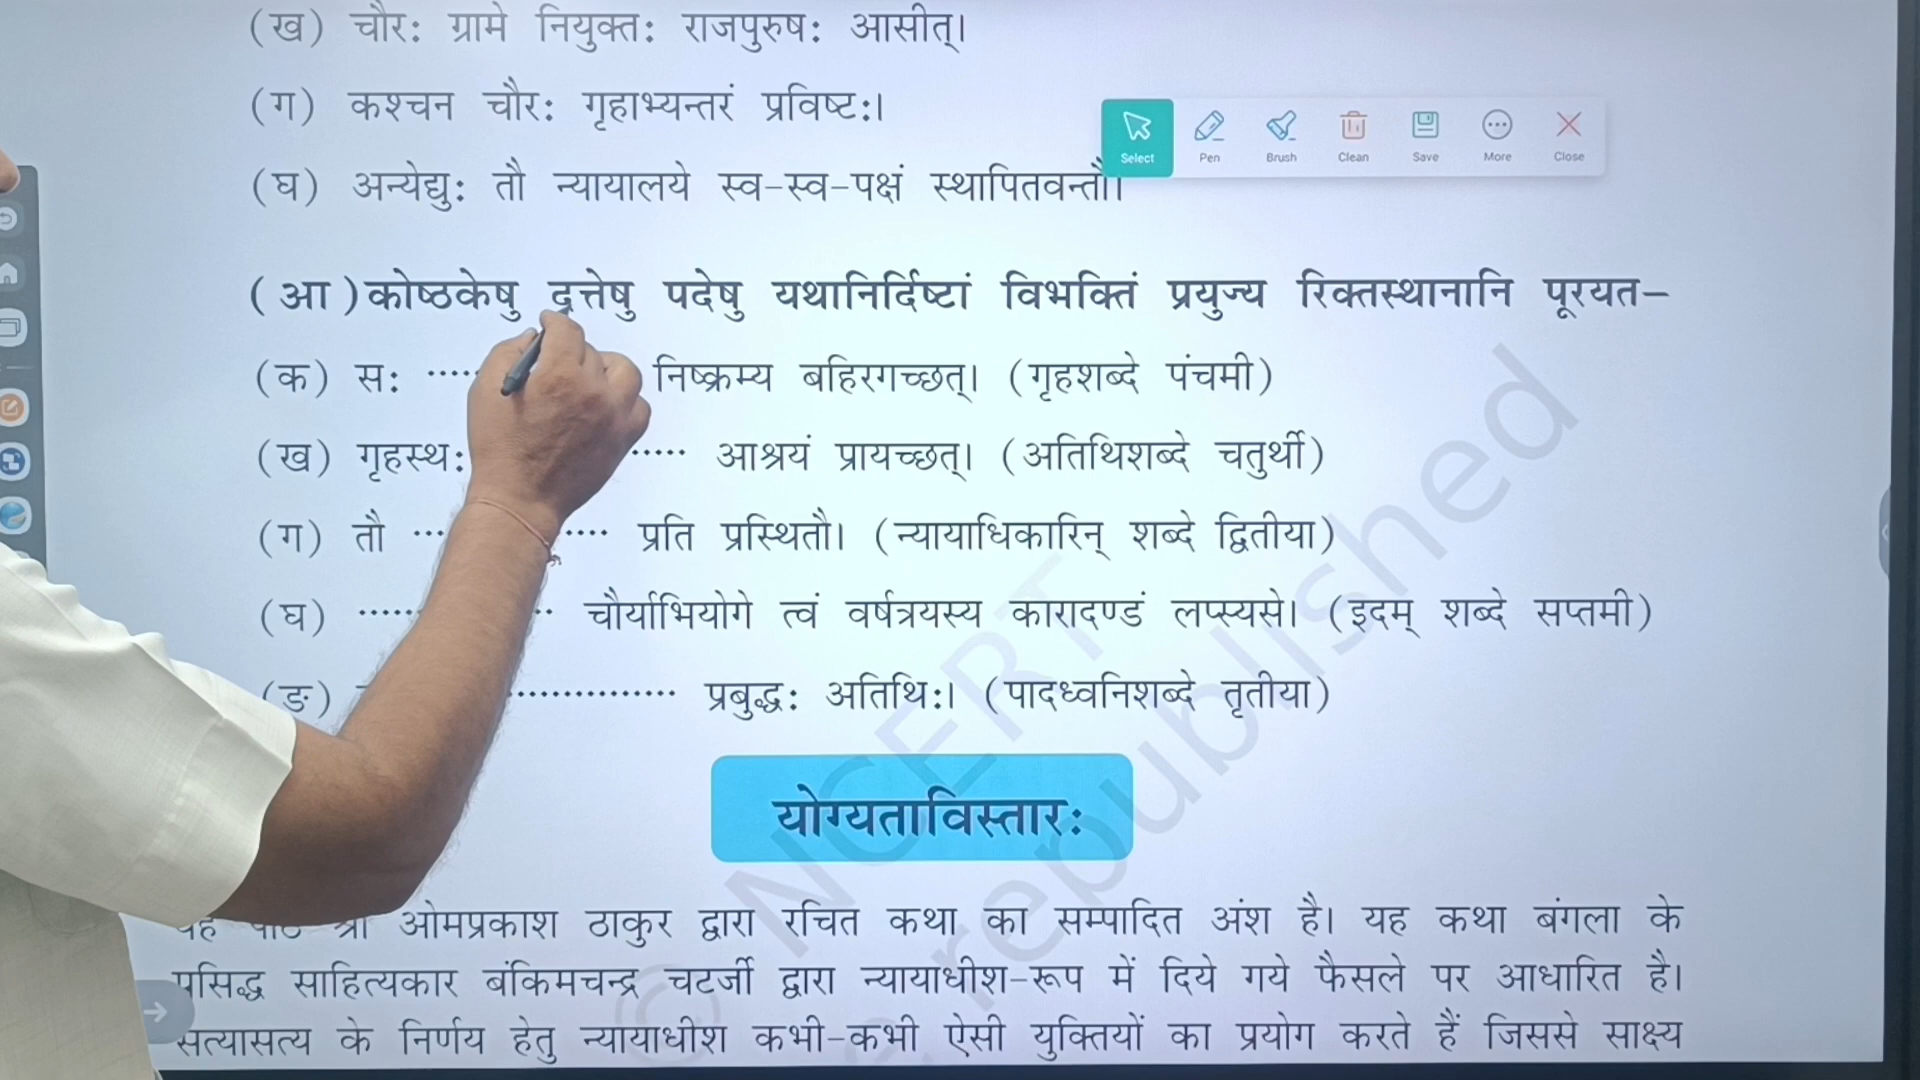 (ख) चौरः ग्रामे नियुक्तः राजपुरुषः आसीत्।
(ग) कश्चन चौरः गृहाभ्यन्तरं प्रविष्टः।
Select Pen Brush Clean Save More Close
(घ) अन्येद्युः तौ न्यायालये स्व-स्व-पक्षं स्थापितवन्तौ।
(आ) कोष्ठकेषु दत्तेषु पदेषु यथानिर्दिष्टां विभक्तिं प्रयुज्य रिक्तस्थानानि पूरयत–
(क) सः ..... निष्क्रम्य बहिरगच्छत्। (गृहशब्दे पंचमी)
(ख) गृहस्थः ..... आश्रयं प्रायच्छत्। (अतिथिशब्दे चतुर्थी)
(ग) तौ ... .... प्रति प्रस्थितौ। (न्यायाधिकारिन् शब्दे द्वितीया)
(घ) ...... ... चौर्याभियोगे त्वं वर्षत्रयस्य कारादण्डं लप्स्यसे। (इदम् शब्दे सप्तमी)
(ङ) ............... प्रबुद्धः अतिथिः। (पादध्वनिशब्दे तृतीया)
योग्यताविस्तारः
यह पाठ श्री ओमप्रकाश ठाकुर द्वारा रचित कथा का सम्पादित अंश है। यह कथा बंगला के
प्रसिद्ध साहित्यकार बंकिमचन्द्र चटर्जी द्वारा न्यायाधीश-रूप में दिये गये फैसले पर आधारित है।
सत्यासत्य के निर्णय हेतु न्यायाधीश कभी-कभी ऐसी युक्तियों का प्रयोग करते हैं जिससे साक्ष्य
© NCERT
republished